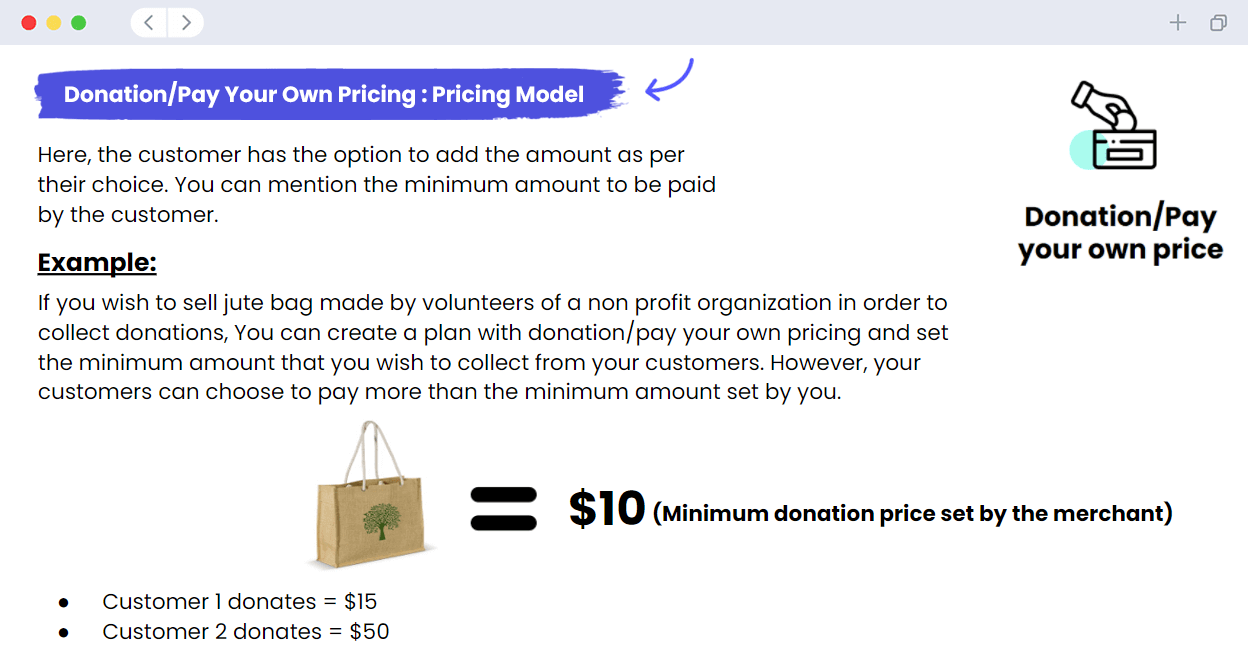 Donation/Pay Your Own Pricing : Pricing Model
Here, the customer has the option to add the amount as per
their choice. You can mention the minimum amount to be paid
by the customer.
Donation/Pay
your own price
Example:
If you wish to sell jute bag made by volunteers of a non profit organization in order to
collect donations, You can create a plan with donation/pay your own pricing and set
the minimum amount that you wish to collect from your customers. However, your
customers can choose to pay more than the minimum amount set by you.
= $10 (Minimum donation price set by the merchant)
● Customer 1 donates = $15
● Customer 2 donates = $50